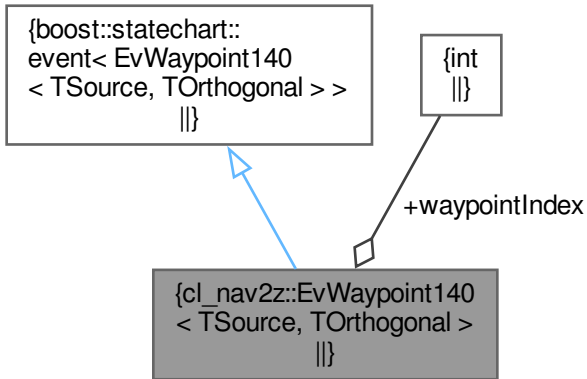 {boost::statechart::
event< EvWaypoint140
< TSource, TOrthogonal > >
||}
{int
||}
+waypointIndex
{cl_nav2z::EvWaypoint140
< TSource, TOrthogonal >
||}